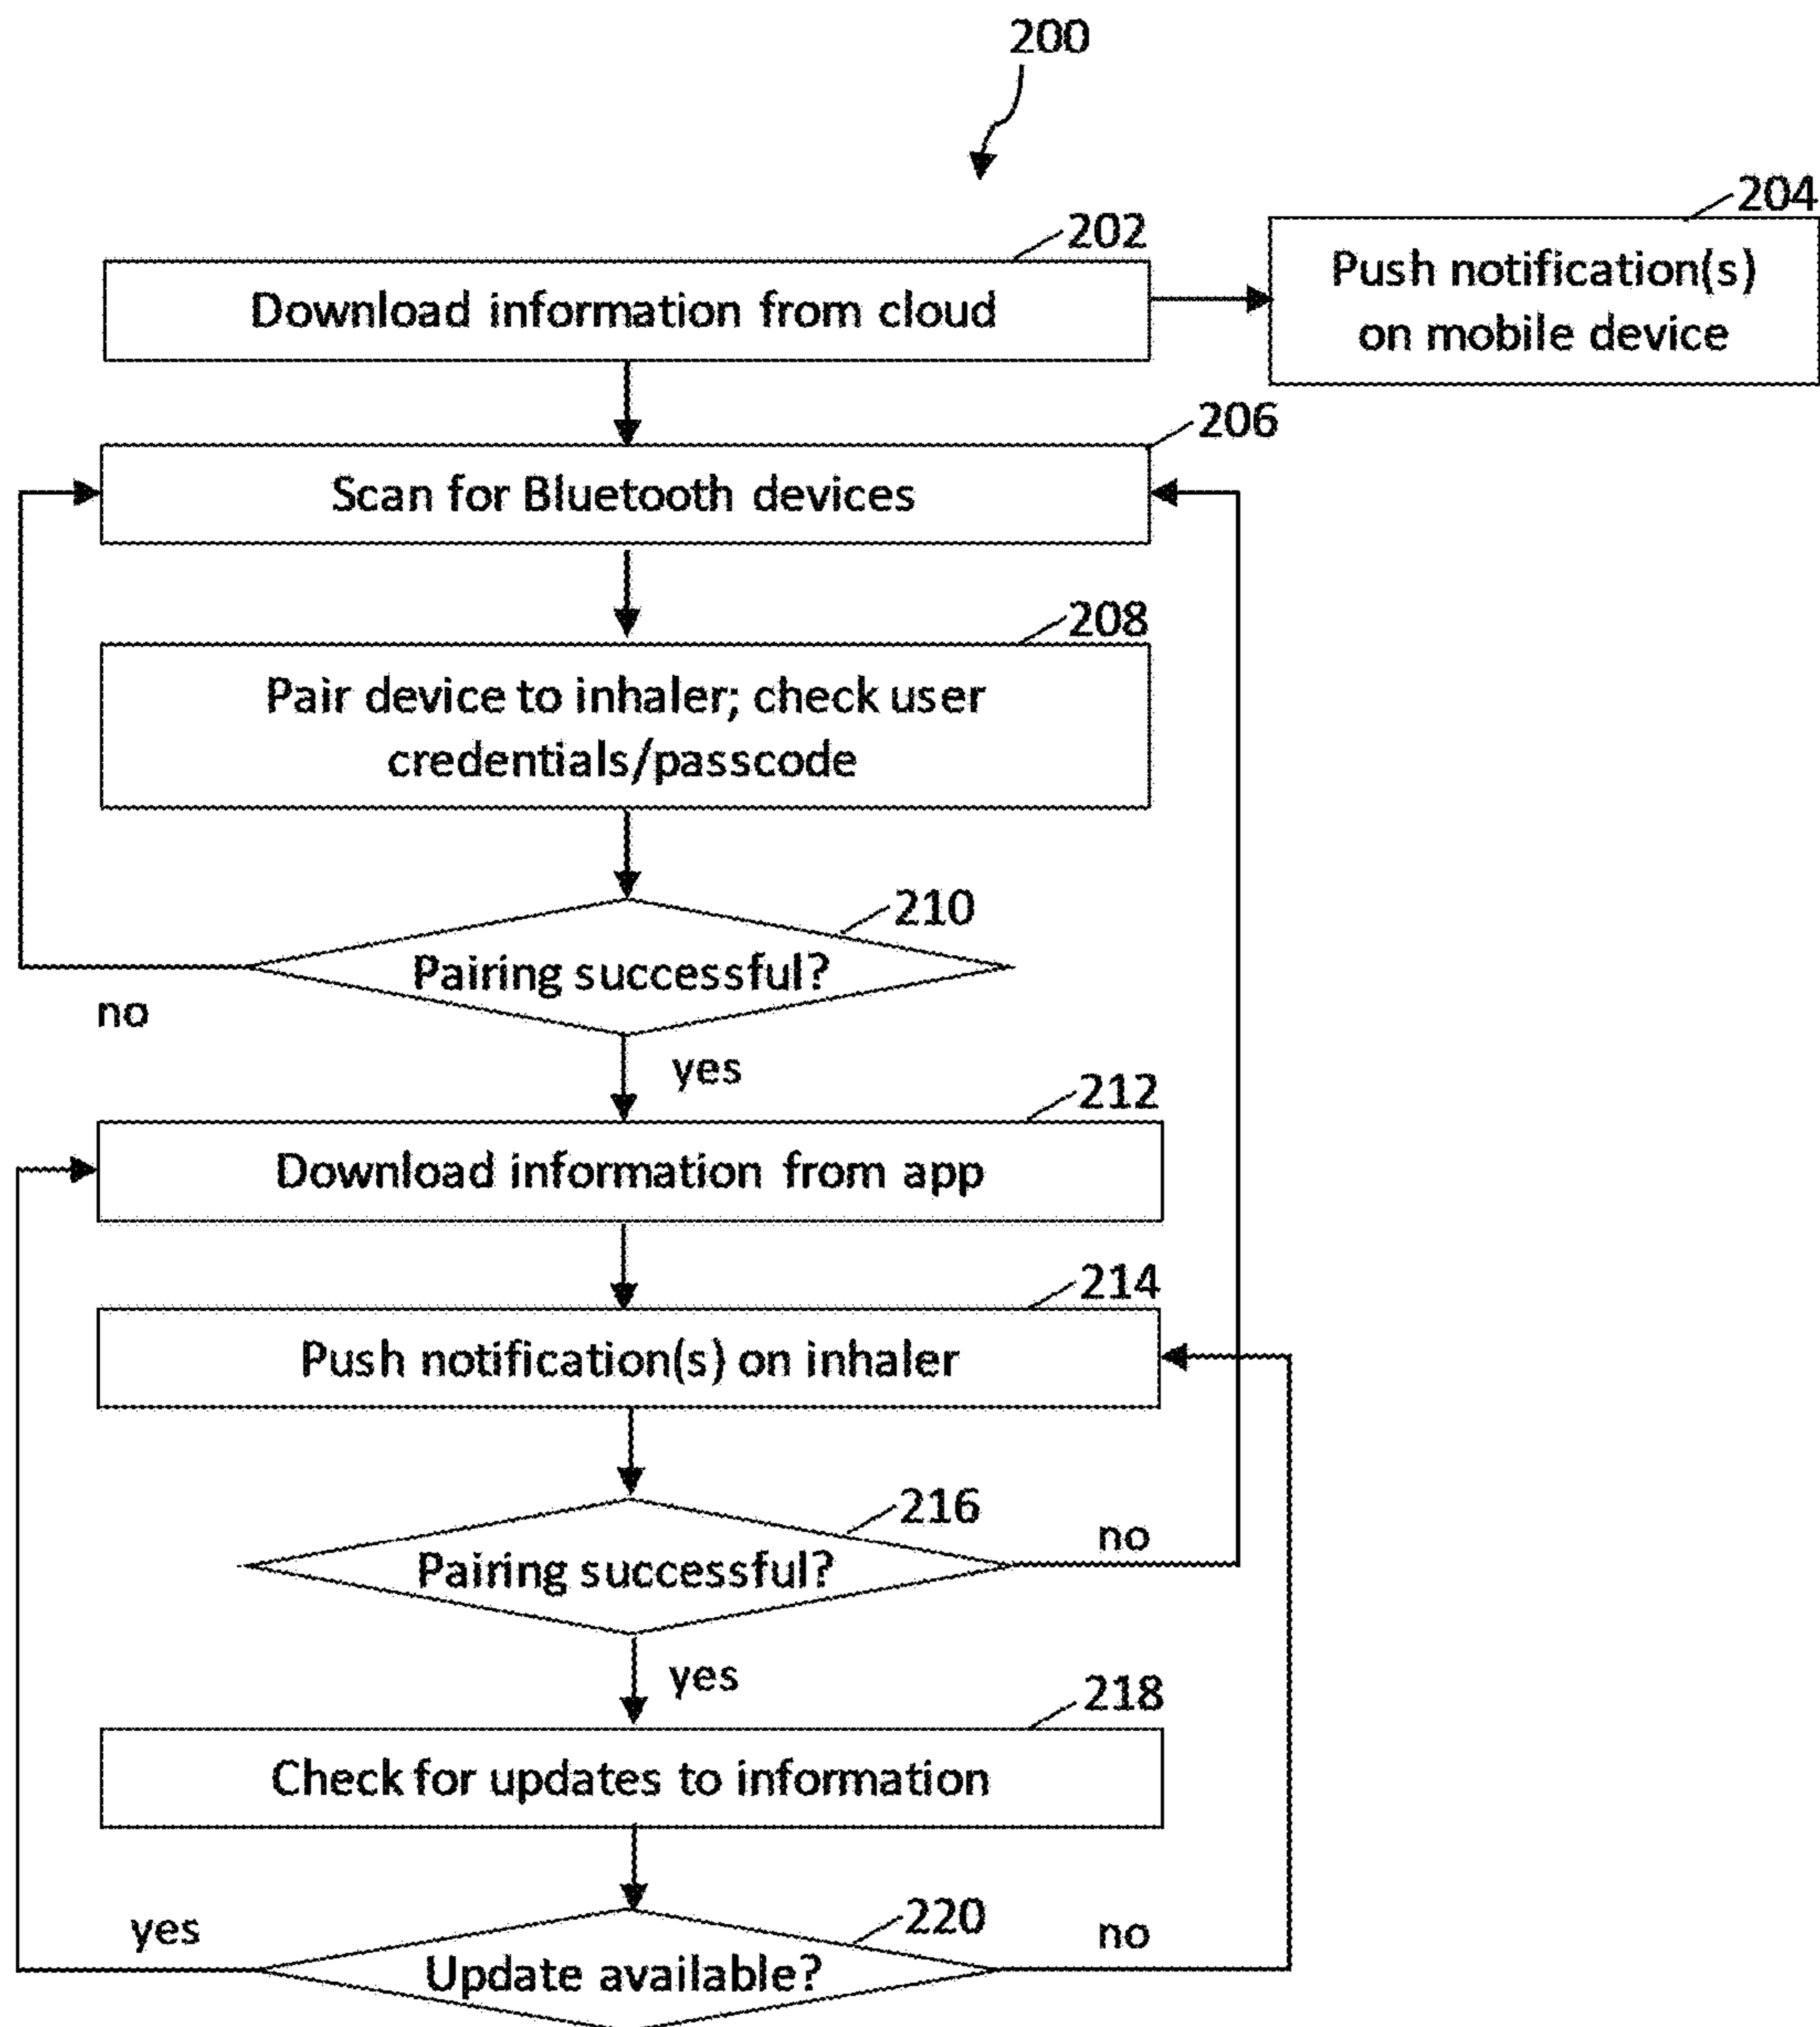 200
204
Push notification(s)
on mobile device
202
Download information from cloud
206
Scan for Bluetooth devices
208
Pair device to inhaler; check user
credentials/passcode
210
Pairing successful?
no
yes
212
Download information from app
214
Push notification(s) on inhaler
216
Pairing successful?
no
yes
218
Check for updates to information
220
yes
no
Update available?